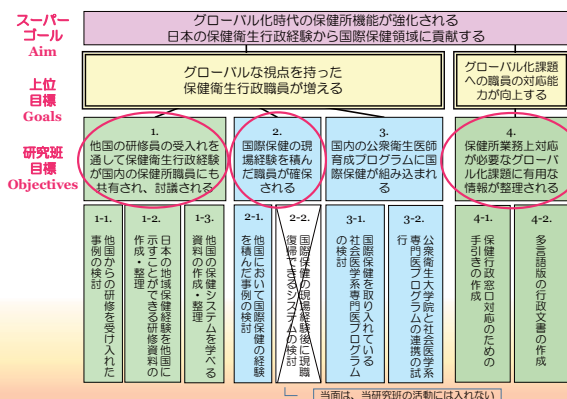 スーパー
ゴール
Aim
グローバル化時代の保健所機能が強化される
日本の保健衛生行政経験から国際保健領域に貢献する
上位
目標
Goals
グローバルな視点を持った
保健衛生行政職員が増える
グローバル化課題
への職員の対応能
力が向上する
研究班
目標
Objectives
1.
他国の研修員の受入れを
通して保健衛生行政経験
が国内の保健所職員にも
共有され、討議される
2.
国際保健の現
場経験を積ん
だ職員が確保
される
3.
国内の公衆衛生医師
育成プログラムに国
際保健が組み込まれ
る
4.
保健所業務上対応
が必要なグローバ
ル化課題に有用な
情報が整理される
1-1.
他国からの研修を受け入れた
事例の検討
1-2.
日本の地域保健経験を他国に
示すことができる研修資料の
作成・整理
1-3.
他国の保健システムを学べる
資料の作成・整理
2-1.
他国において国際保健の経験
を積んだ事例の検討
2-2.
国際保健の現場経験後に現職
復帰できるシステムの検討
3-1.
国際保健を取り入れている
社会医学系専門医プログラム
の検討
3-2.
公衆衛生大学院と社会医学系
専門医プログラムの連携の試
行
4-1.
保健行政窓口対応のための
手引きの作成
4-2.
多言語版の行政文書の作成
当面は、当研究班の活動には入れない